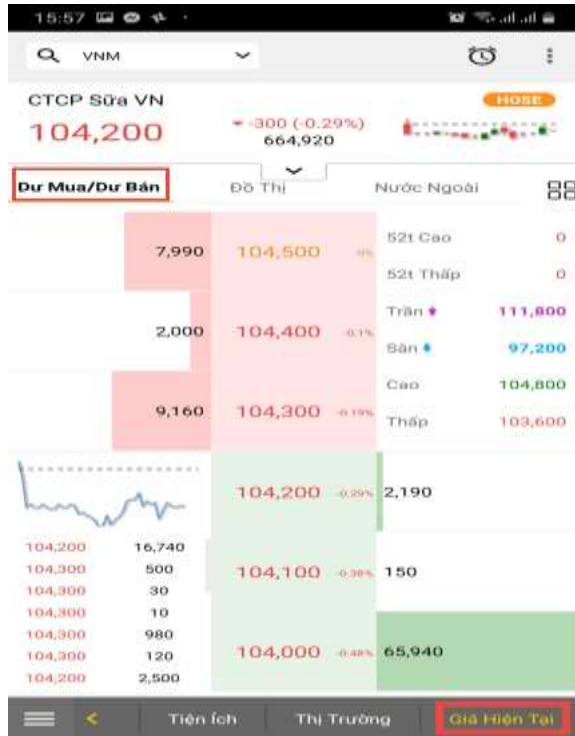 15:57
VNM
CTCP Sữa VN
HOSE
104,200
-300 (-0.29%)
664,920
Dư Mua/Dư Bán
Đồ Thị
Nước Ngoài
7,990 104,500 0%
2,000 104,400 -0.1%
9,160 104,300 -0.19%
52t Cao 0
52t Thấp 0
Trần 111,800
Sàn 97,200
Cao 104,800
Thấp 103,600
104,200 -0.29% 2,190
104,100 -0.38% 150
104,000 -0.48% 65,940
104,200 16,740
104,300 500
104,300 30
104,300 10
104,300 980
104,300 120
104,200 2,500
Tiện Ích
Thị Trường
Giá Hiện Tại